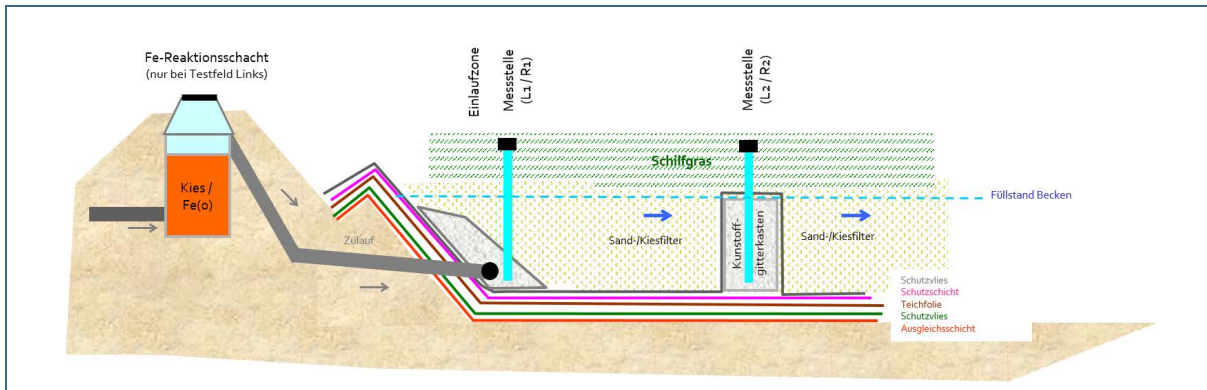 Fe-Reaktionsschacht
(nur bei Testfeld Links)
Kies /
Fe(0)
Zulauf
Einlaufzone
Messstelle
(L1 / R1)
Messstelle
(L2 / R2)
Schilfgras
Füllstand Becken
Sand-/Kiesfilter
Kunstoff-
gitterkasten
Sand-/Kiesfilter
Schutzvlies
Schutzschicht
Teichfolie
Schutzvlies
Ausgleichsschicht